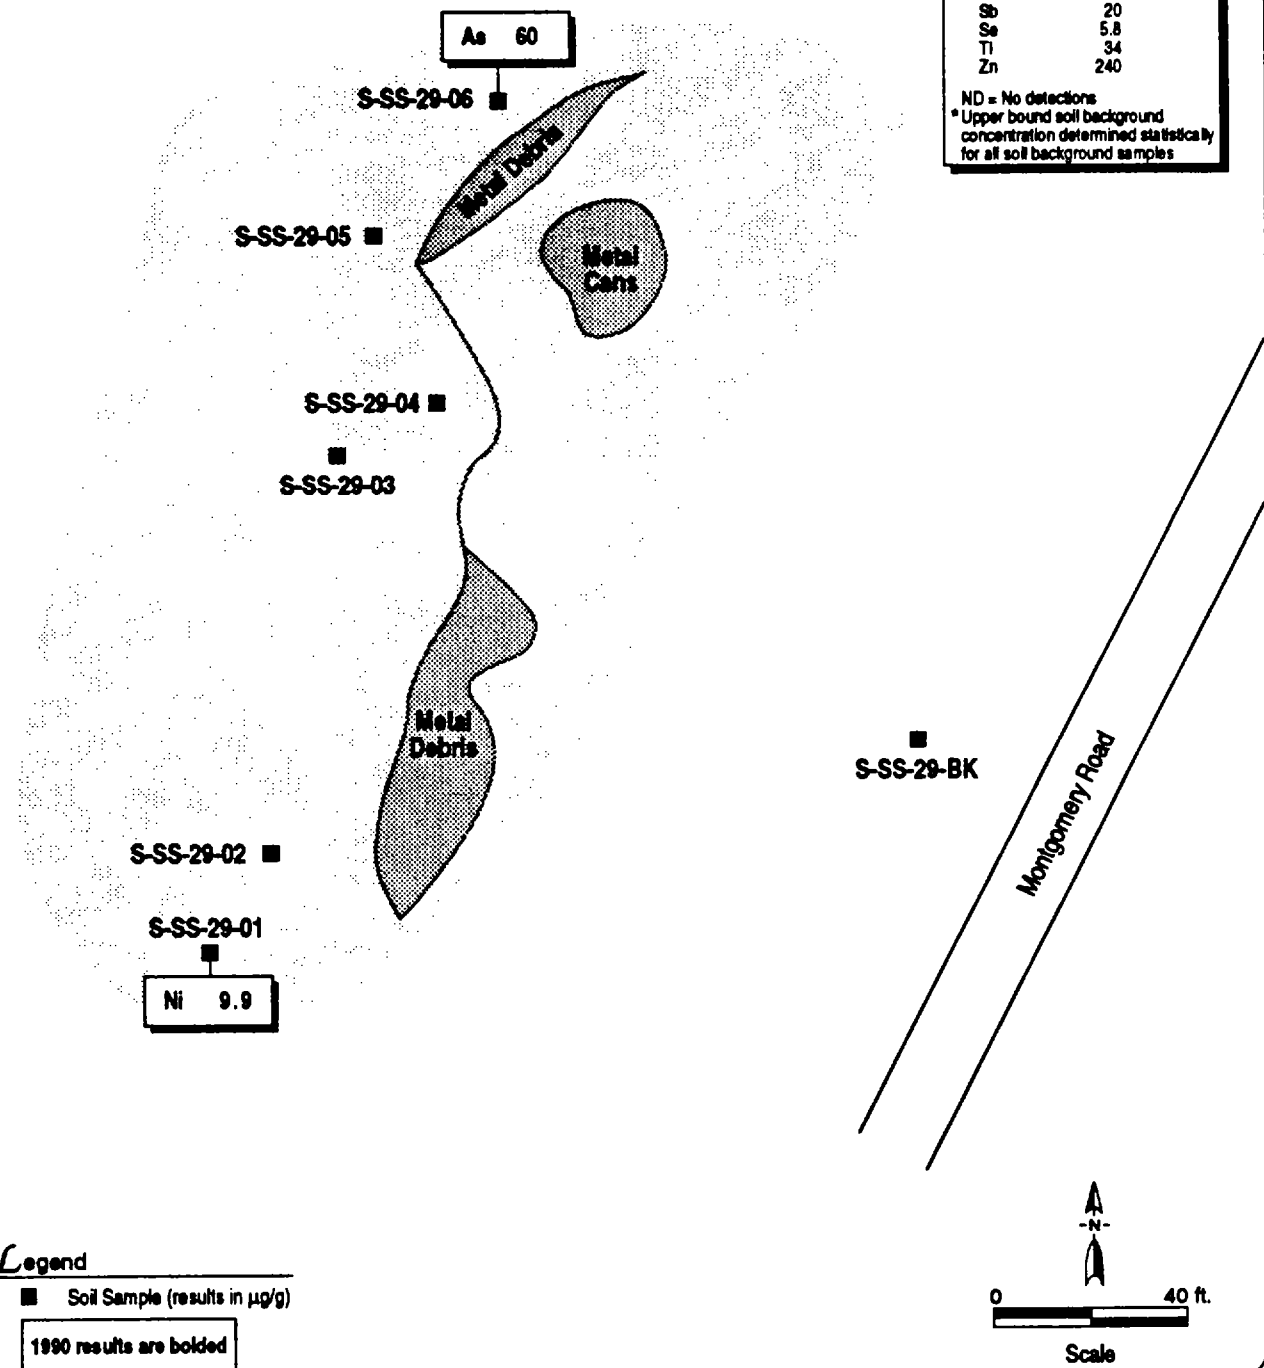 Sb 20
Se 5.8
Tl 34
Zn 240
ND = No detections
* Upper bound soil background
concentration determined statistically
for all soil background samples
As 60
S-SS-29-06
Metal Debris
S-SS-29-05
Metal
Cans
S-SS-29-04
S-SS-29-03
Metal
Debris
S-SS-29-BK
Montgomery Road
S-SS-29-02
S-SS-29-01
Ni 9.9
-N-
0 40 ft.
Scale
Legend
Soil Sample (results in µg/g)
1990 results are bolded